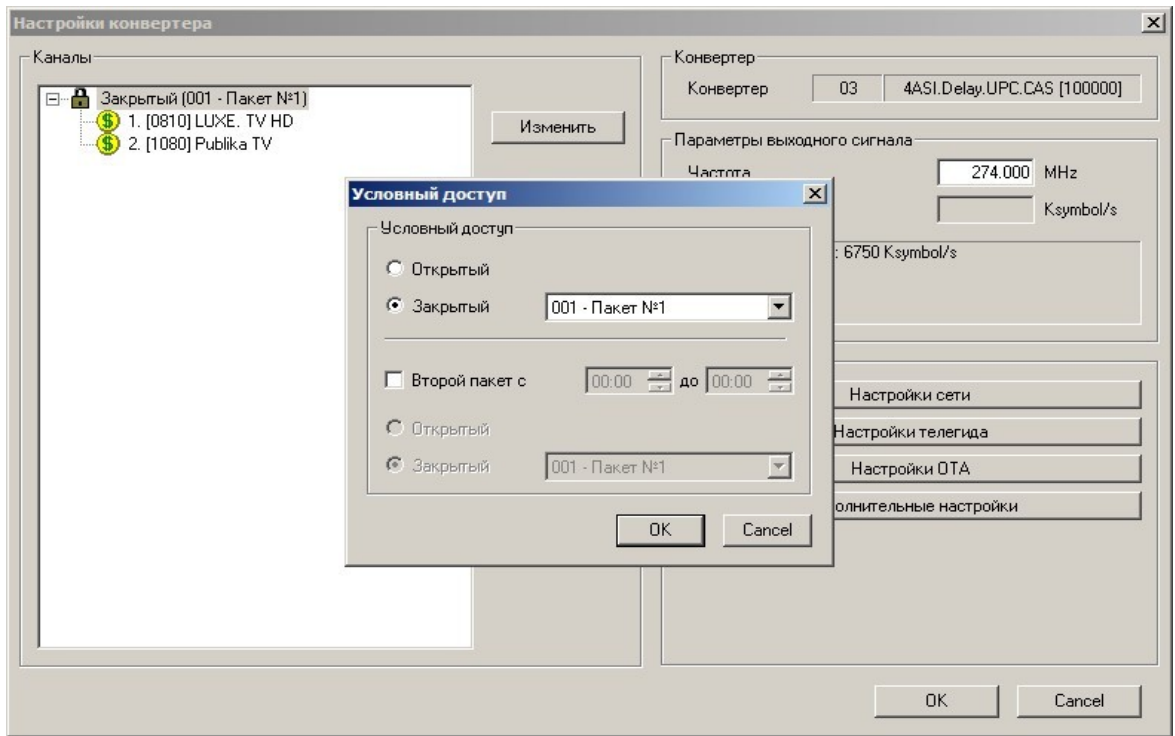 Настройки конвертера
Каналы
Закрытый (001 - Пакет №1)
1. [0810] LUXE. TV HD
2. [1080] Publika TV
Изменить
Конвертер
Конвертер 03 4ASI.Delay.UPC.CAS [100000]
Параметры выходного сигнала
Частота 274.000 MHz
Ksymbol/s
: 6750 Ksymbol/s
Условный доступ
Условный доступ
Открытый
Закрытый 001 - Пакет №1
Второй пакет с 00:00 до 00:00
Открытый
Закрытый 001 - Пакет №1
OK Cancel
Настройки сети
Настройки телегида
Настройки OTA
олнительные настройки
OK Cancel